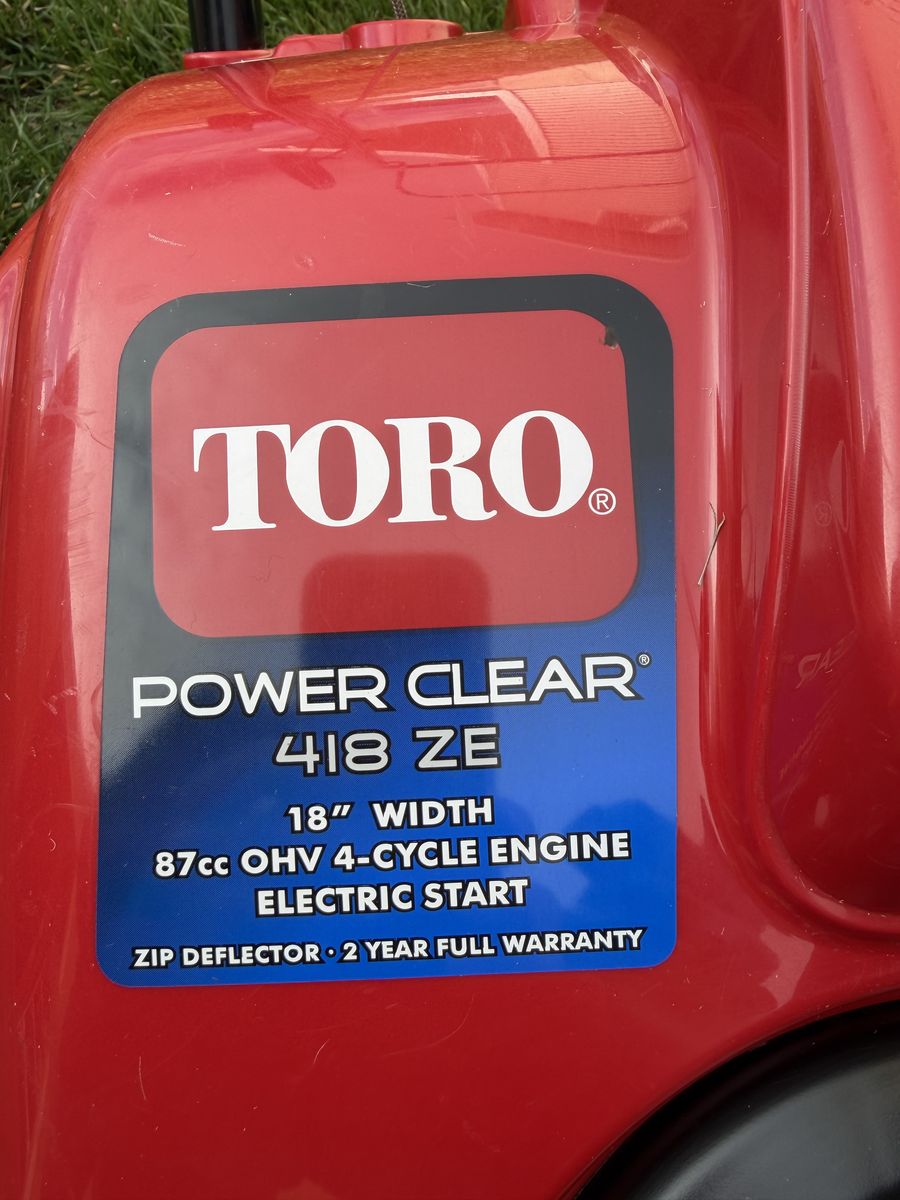 TORO®
POWER CLEAR®
418 ZE
18" WIDTH
87cc OHV 4-CYCLE ENGINE
ELECTRIC START
ZIP DEFLECTOR · 2 YEAR FULL WARRANTY